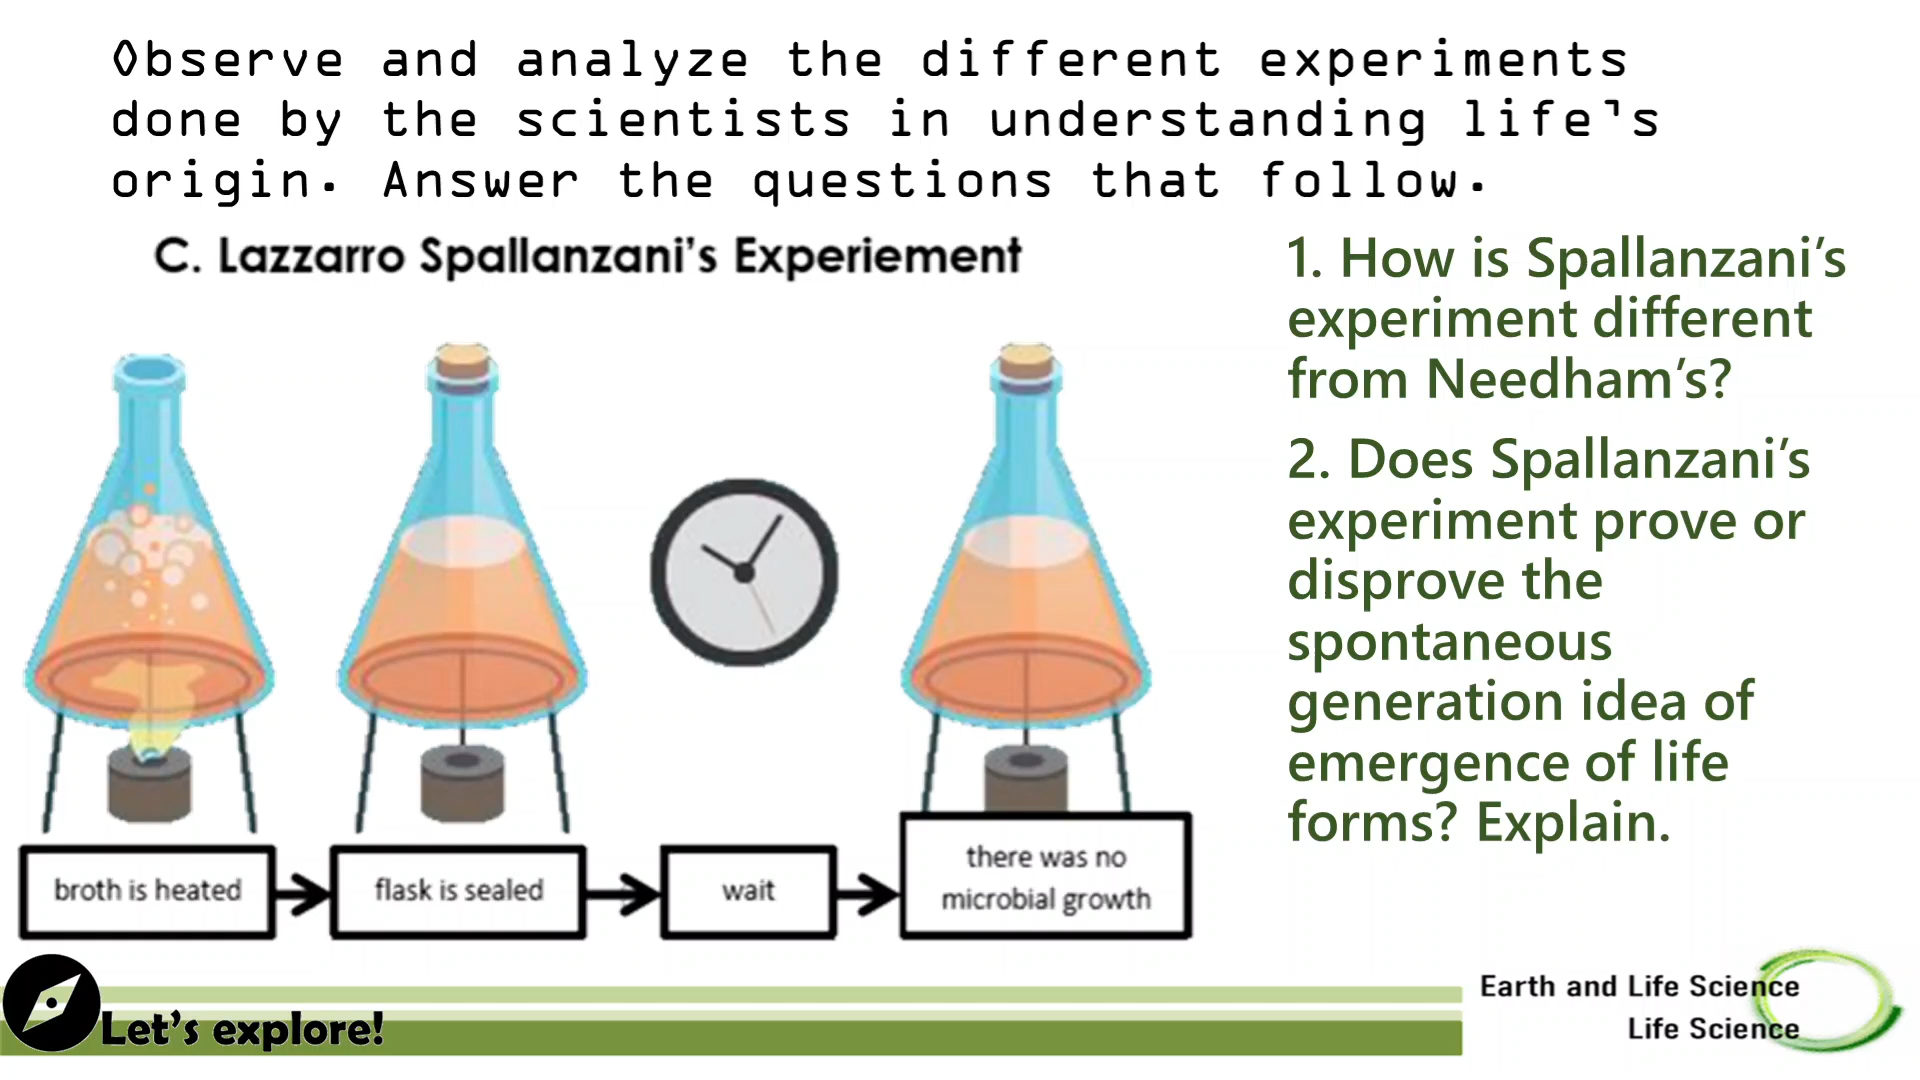 Observe and analyze the different experiments
done by the scientists in understanding life's
origin. Answer the questions that follow.
C. Lazzarro Spallanzani's Experiement
1. How is Spallanzani's
experiment different
from Needham's?
2. Does Spallanzani's
experiment prove or
disprove the
spontaneous
generation idea of
emergence of life
forms? Explain.
broth is heated
flask is sealed
wait
there was no
microbial growth
Let's explore!
Earth and Life Science
Life Science